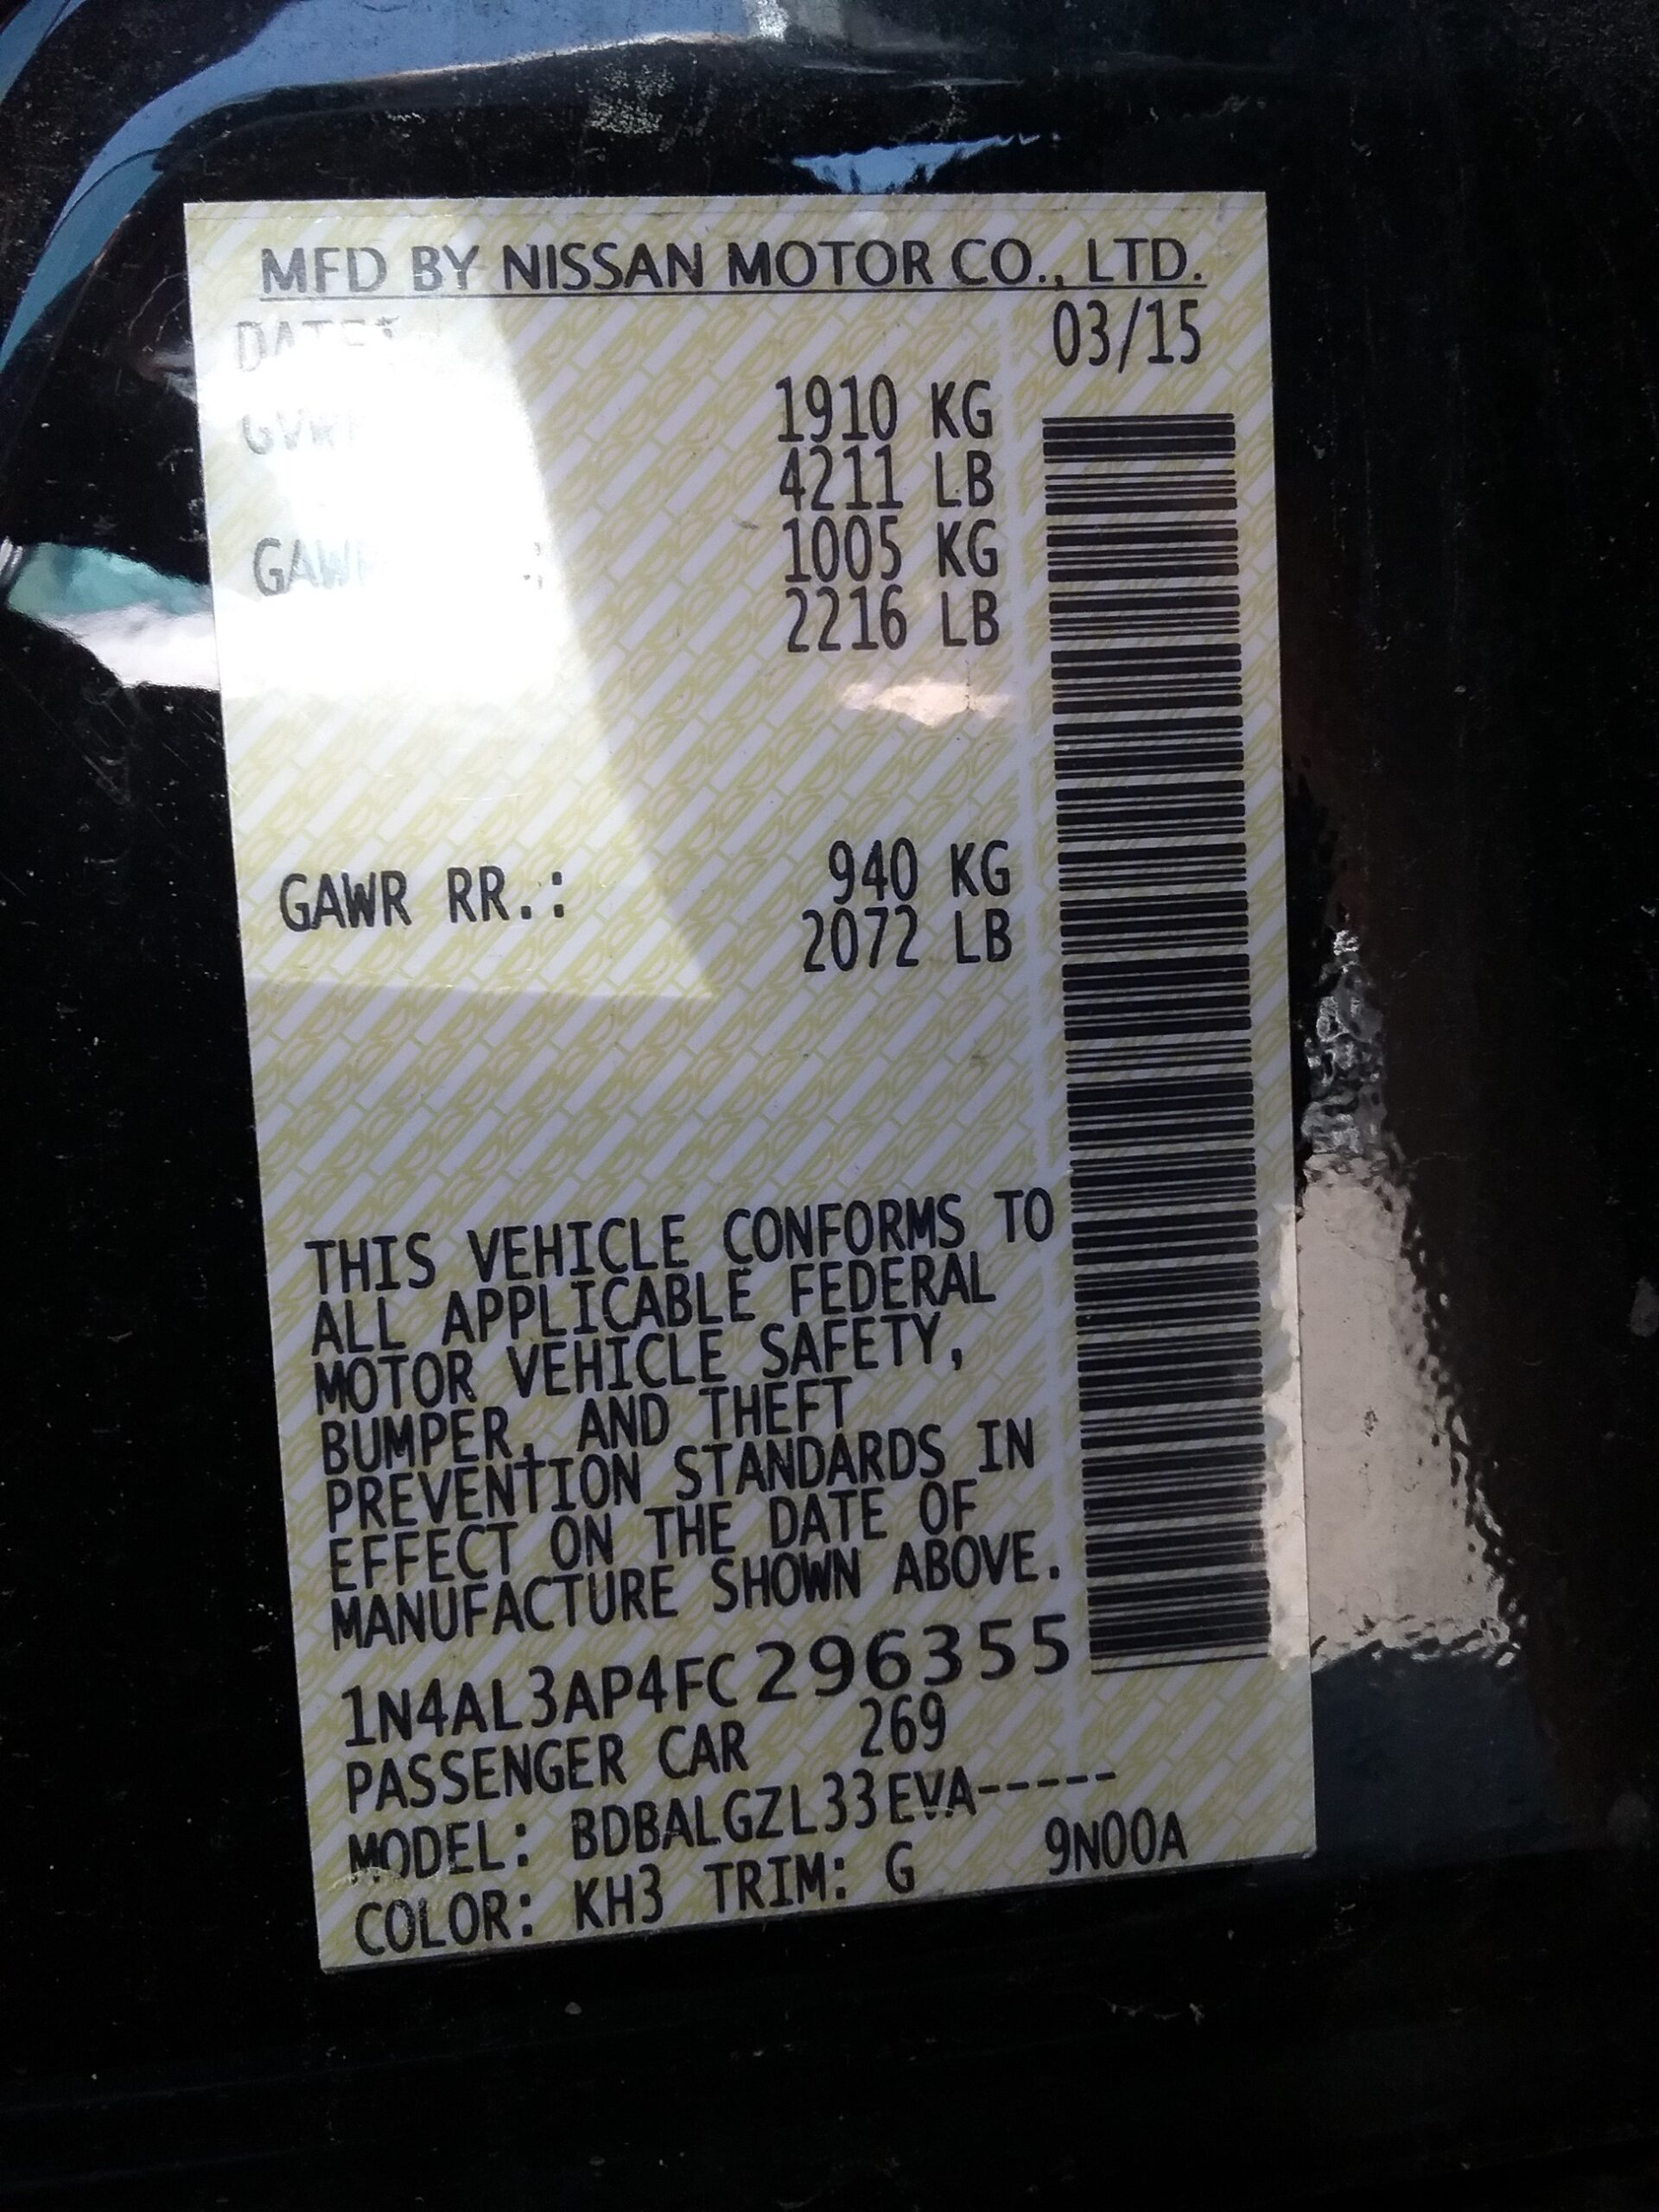 MFD BY NISSAN MOTOR CO., LTD.
DATE: 03/15
1910 KG
4211 LB
1005 KG
2216 LB
GAWR RR.: 940 KG
2072 LB
THIS VEHICLE CONFORMS TO
ALL APPLICABLE FEDERAL
MOTOR VEHICLE SAFETY,
BUMPER, AND THEFT
PREVENTION STANDARDS IN
EFFECT ON THE DATE OF
MANUFACTURE SHOWN ABOVE.
1N4AL3AP4FC296355
PASSENGER CAR 269
MODEL: BDBALGZL33EVA-----
COLOR: KH3 TRIM: G 9N00A